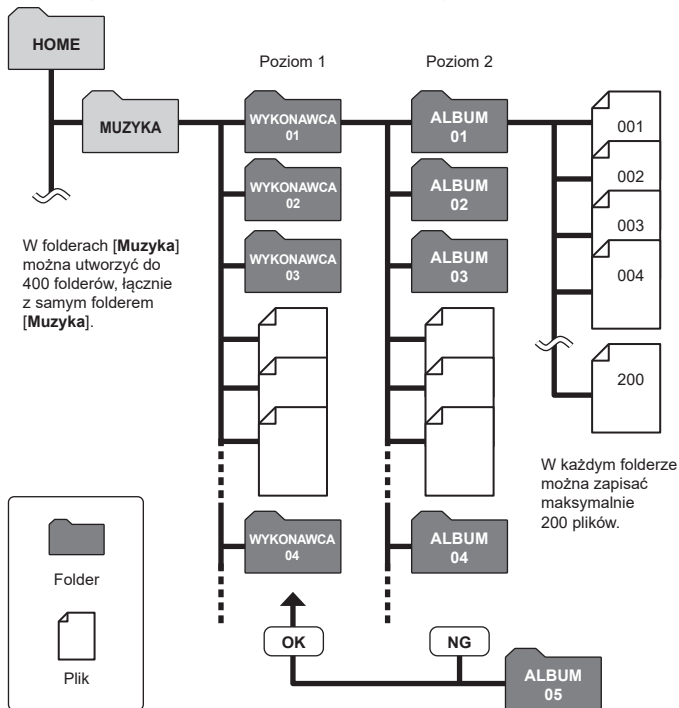 HOME
Poziom 1
Poziom 2
MUZYKA
WYKONAWCA
01
ALBUM
01
001
WYKONAWCA
02
ALBUM
02
002
WYKONAWCA
03
ALBUM
03
003
004
200
W folderach [Muzyka]
można utworzyć do
400 folderów, łącznie
z samym folderem
[Muzyka].
W każdym folderze
można zapisać
maksymalnie
200 plików.
WYKONAWCA
04
ALBUM
04
Folder
Plik
OK
NG
ALBUM
05